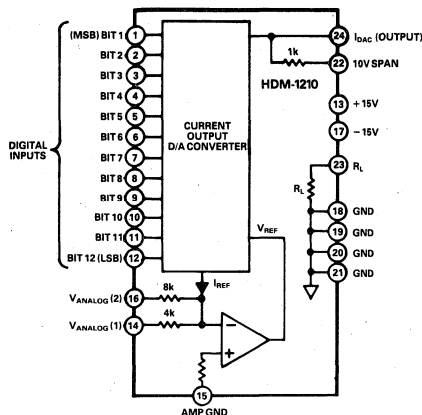 (MSB) BIT 1 1
BIT 2 2
BIT 3 3
BIT 4 4
BIT 5 5
BIT 6 6
BIT 7 7
BIT 8 8
BIT 9 9
BIT 10 10
BIT 11 11
BIT 12 (LSB) 12
DIGITAL
INPUTS
CURRENT
OUTPUT
D/A CONVERTER
24 IDAC (OUTPUT)
1k
22 10V SPAN
HDM-1210
13 +15V
17 −15V
23 RL
RL
18 GND
19 GND
20 GND
21 GND
VREF
IREF
VANALOG (2) 16 8k
VANALOG (1) 14 4k
−
+
15
AMP GND